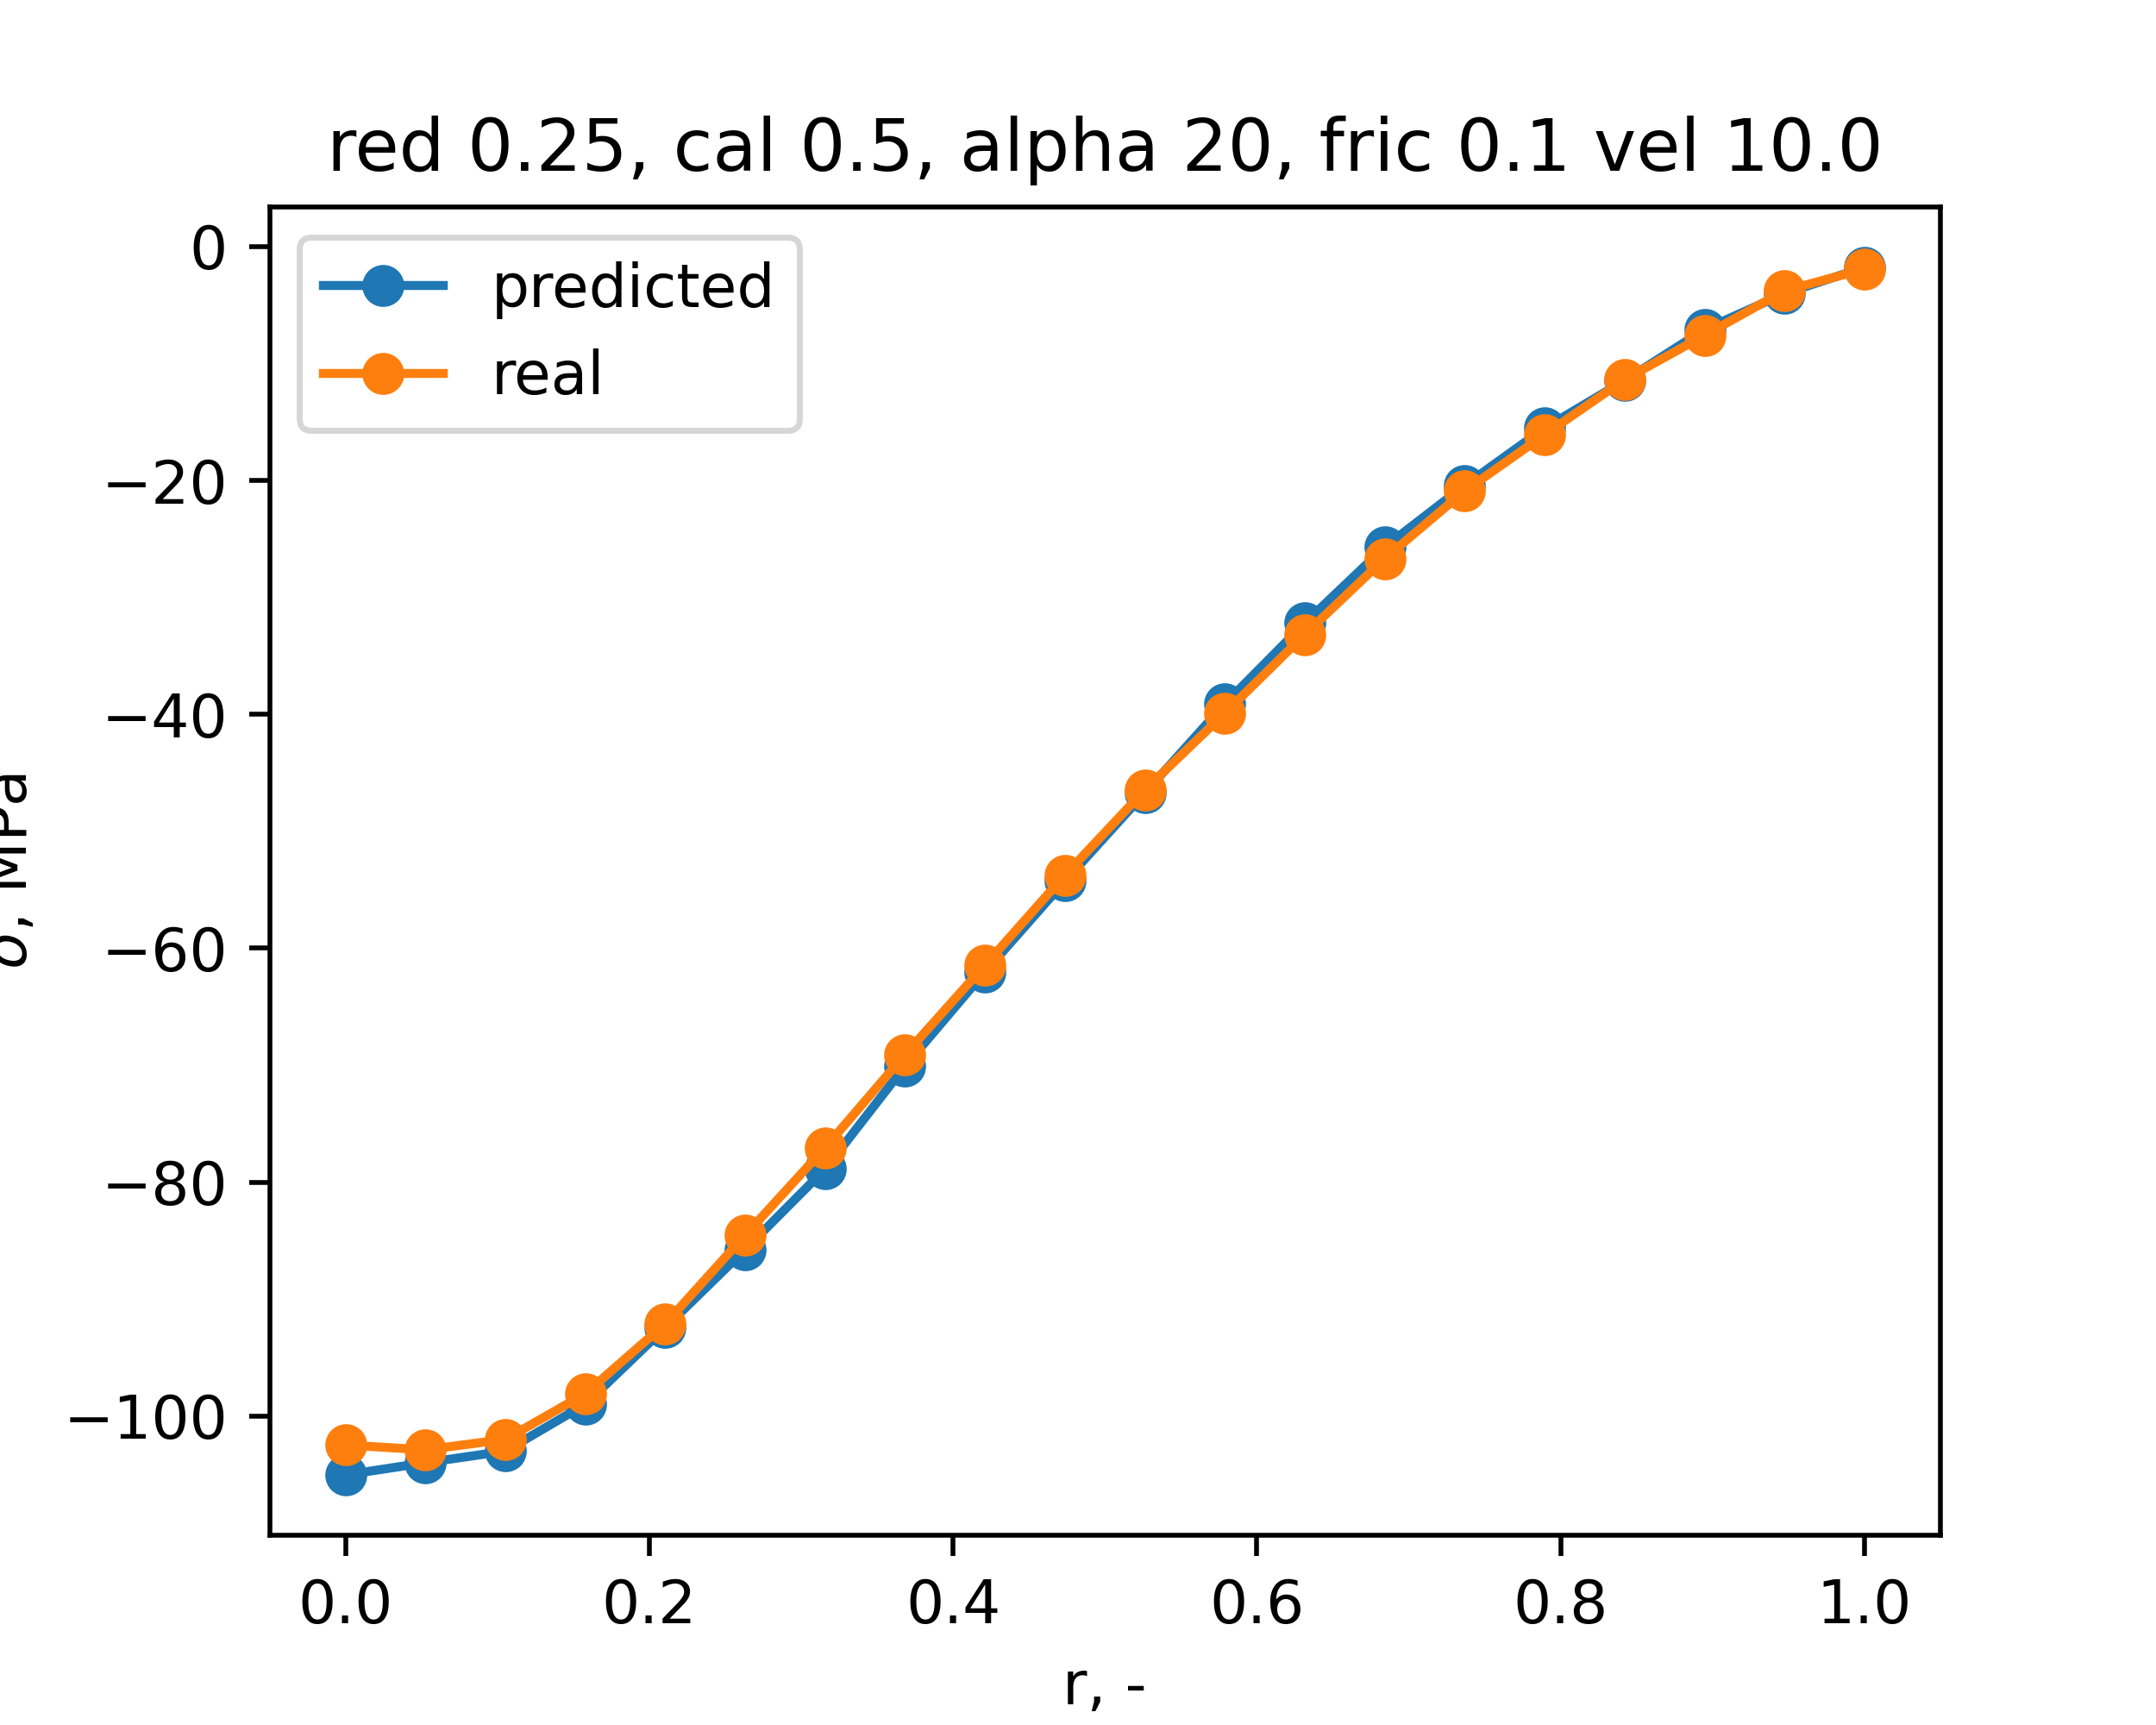 red 0.25, cal 0.5, alpha 20, fric 0.1 vel 10.0
predicted
real
0
−20
−40
−60
−80
−100
σ, MPa
0.0 0.2 0.4 0.6 0.8 1.0
r, -